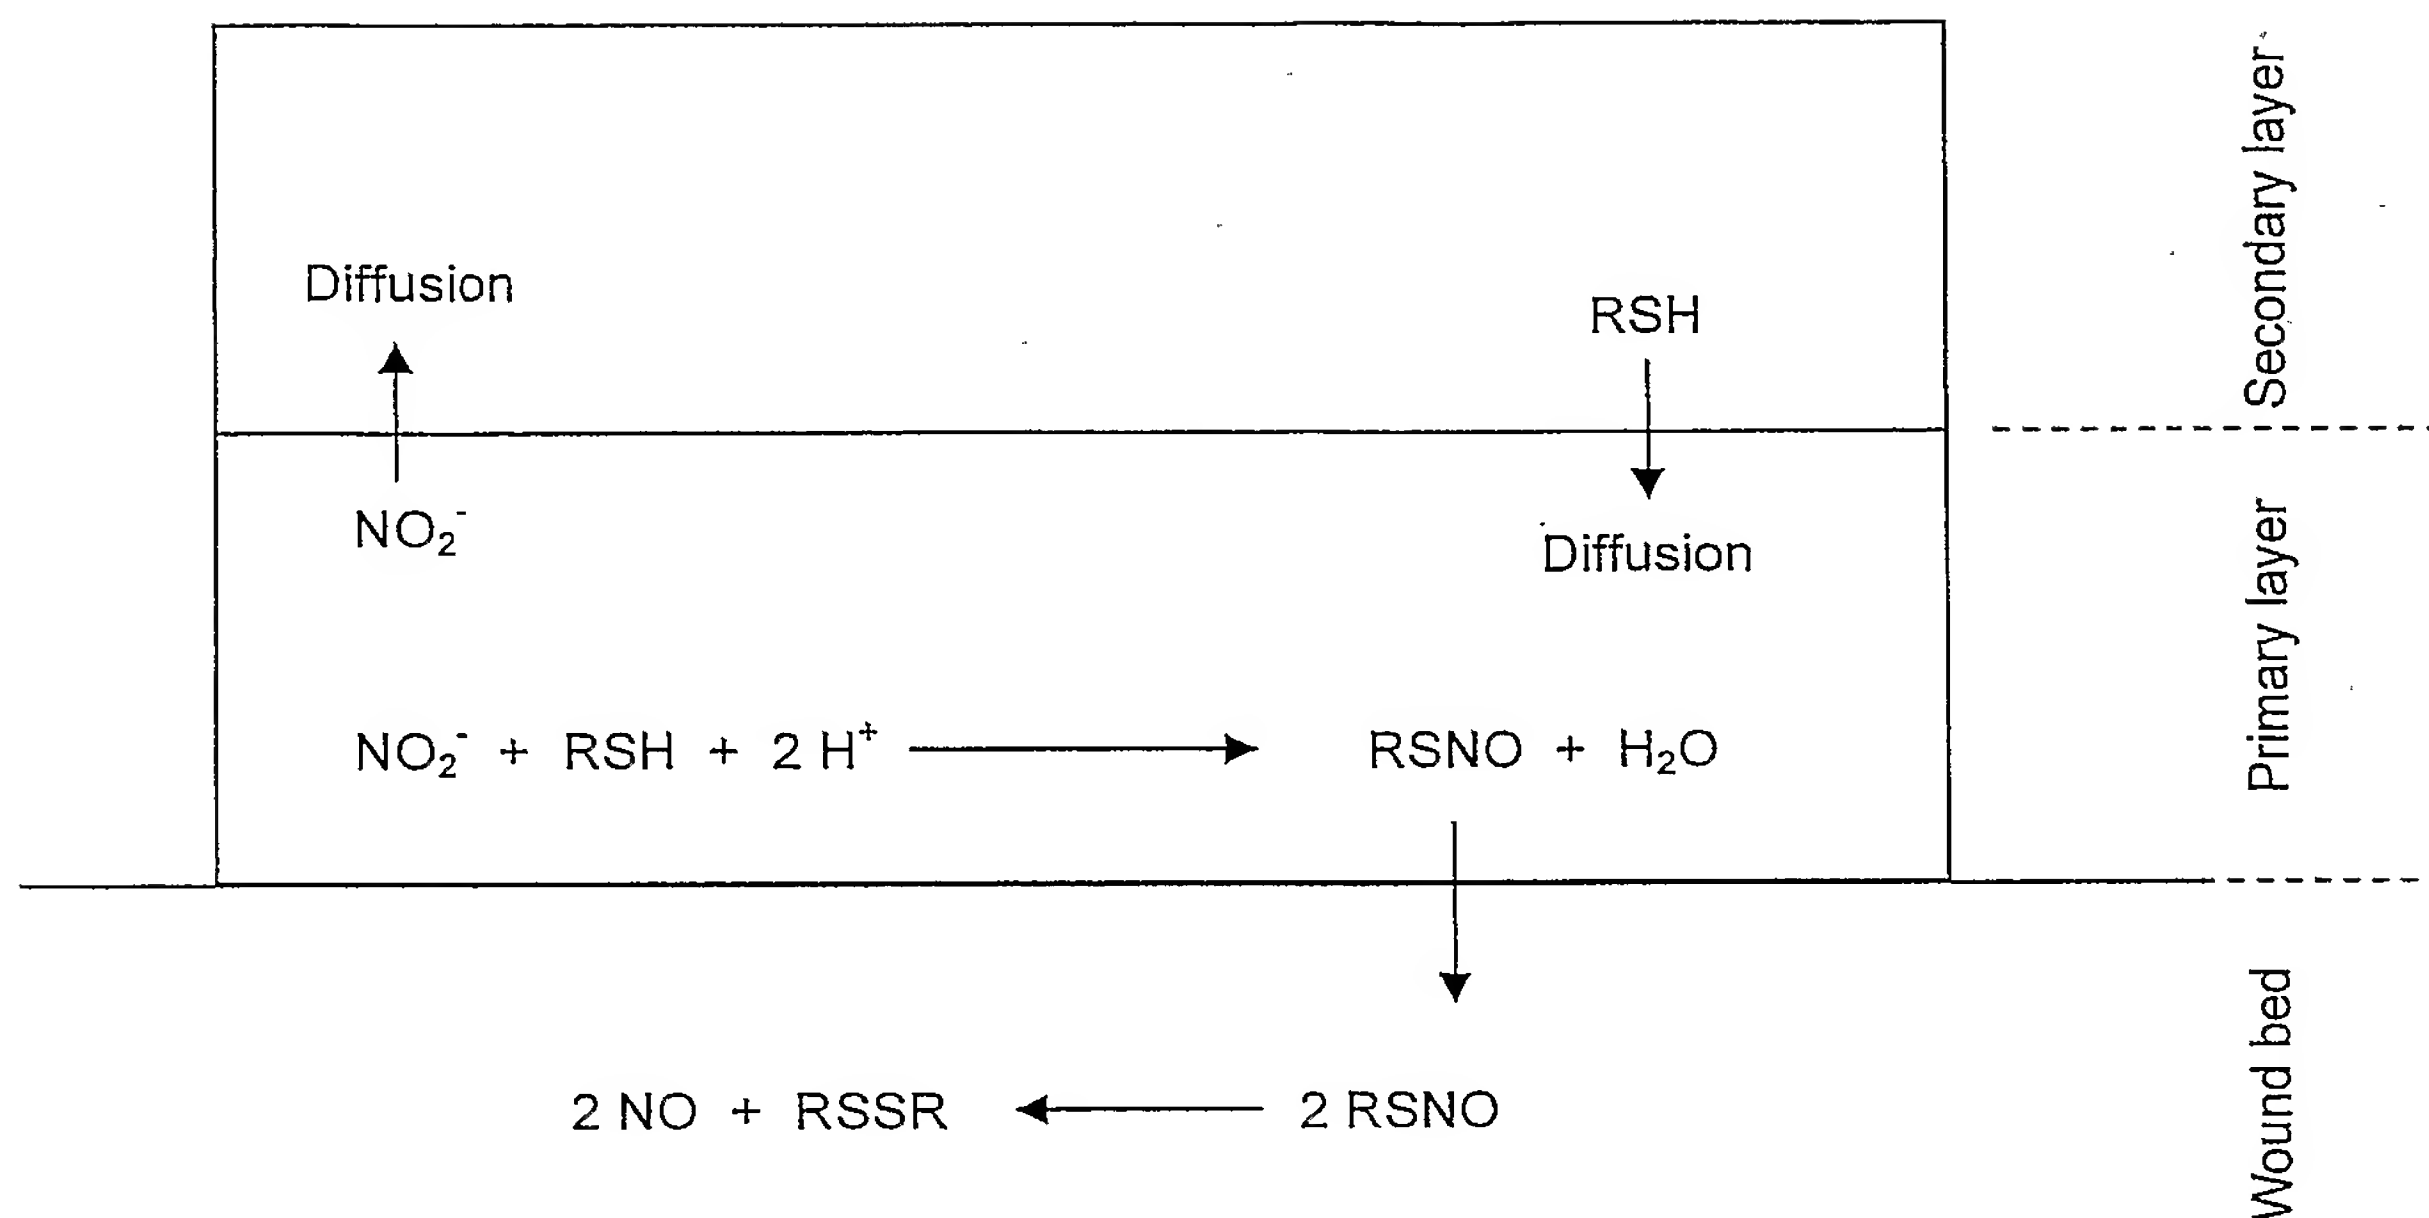 Diffusion
RSH
Secondary layer
NO₂⁻
Diffusion
Primary layer
NO₂⁻ + RSH + 2 H⁺ RSNO + H₂O
Wound bed
2 NO + RSSR 2 RSNO